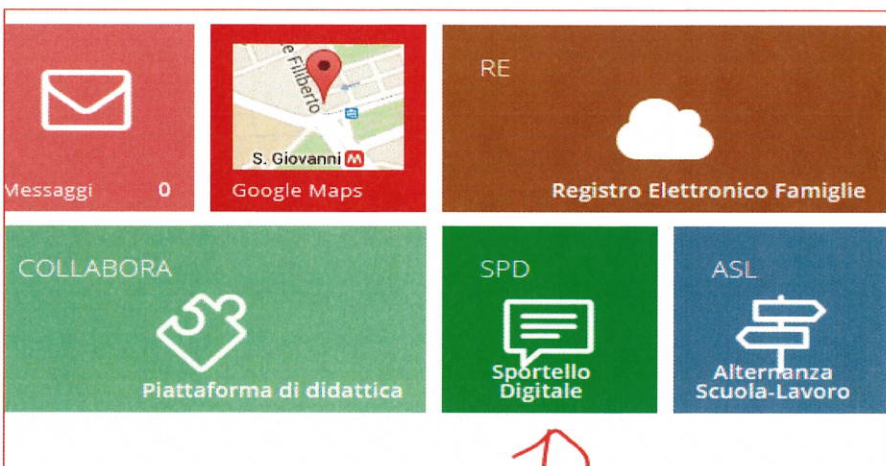 e Filiberto
S. Giovanni M
Messaggi 0
Google Maps
RE
Registro Elettronico Famiglie
COLLABORA
Piattaforma di didattica
SPD
Sportello
Digitale
ASL
Alternanza
Scuola-Lavoro